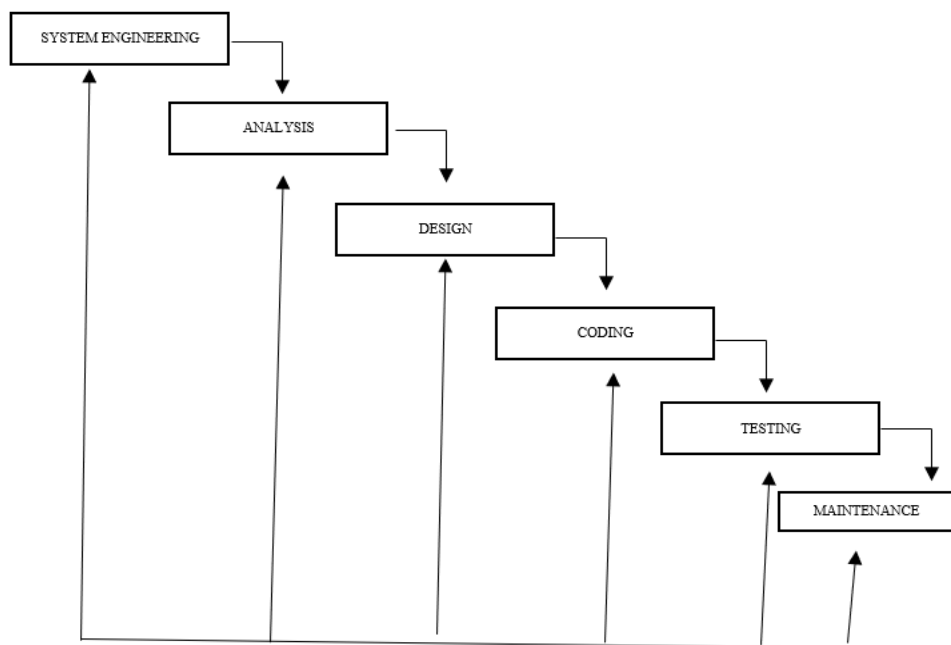 SYSTEM ENGINEERING
ANALYSIS
DESIGN
CODING
TESTING
MAINTENANCE